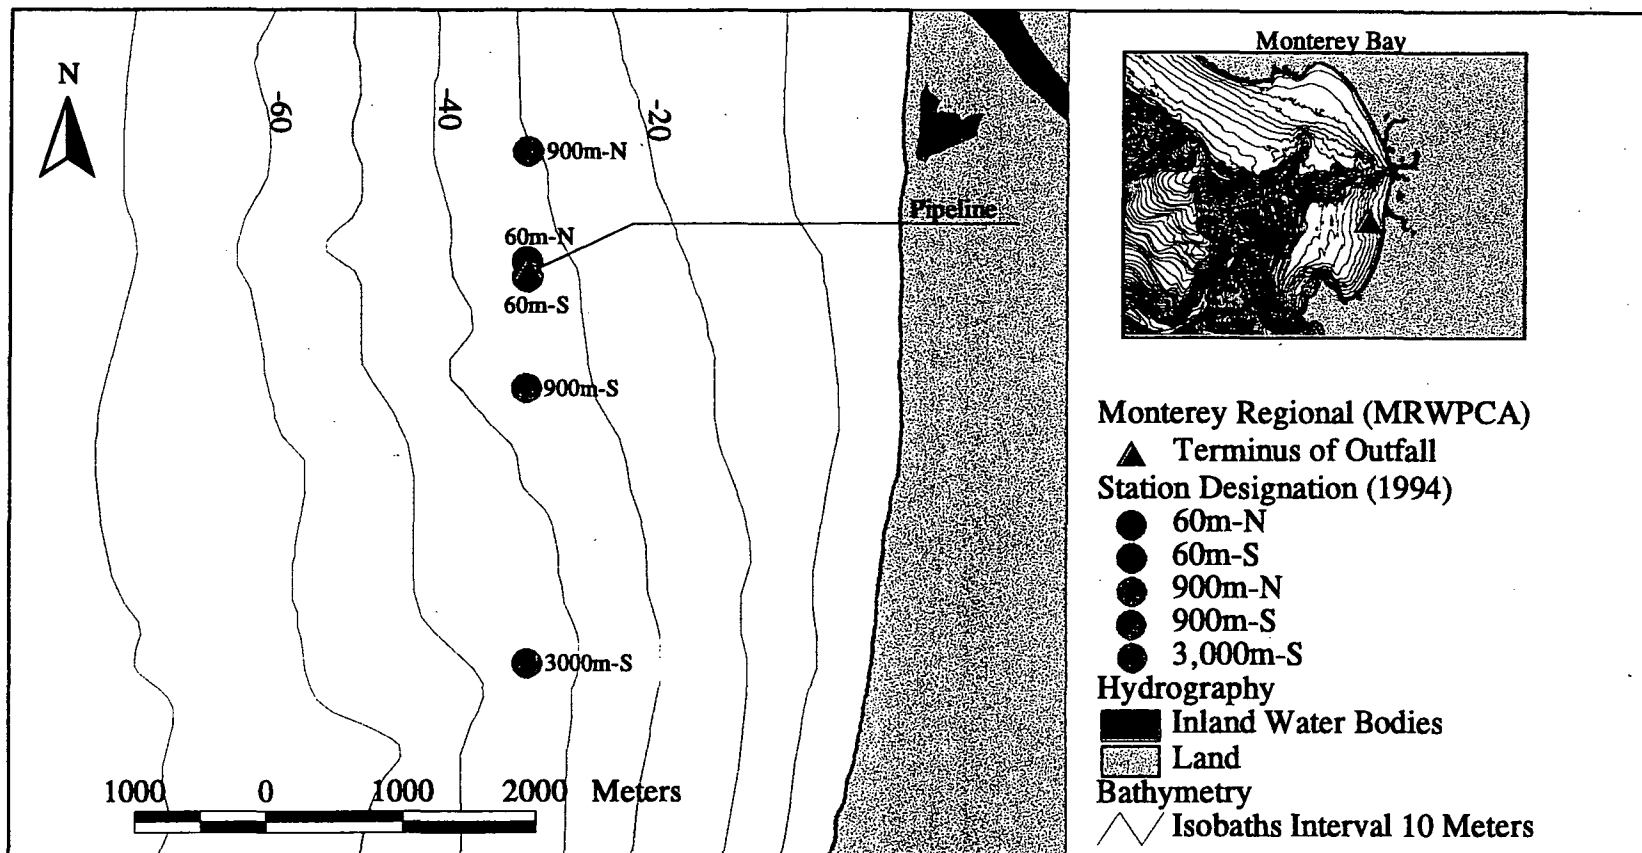 N
-60
-40
-20
900m-N
60m-N
60m-S
Pipeline
900m-S
3000m-S
1000 0 1000 2000 Meters
Monterey Bay
Monterey Regional (MRWPCA)
Terminus of Outfall
Station Designation (1994)
60m-N
60m-S
900m-N
900m-S
3,000m-S
Hydrography
Inland Water Bodies
Land
Bathymetry
Isobaths Interval 10 Meters